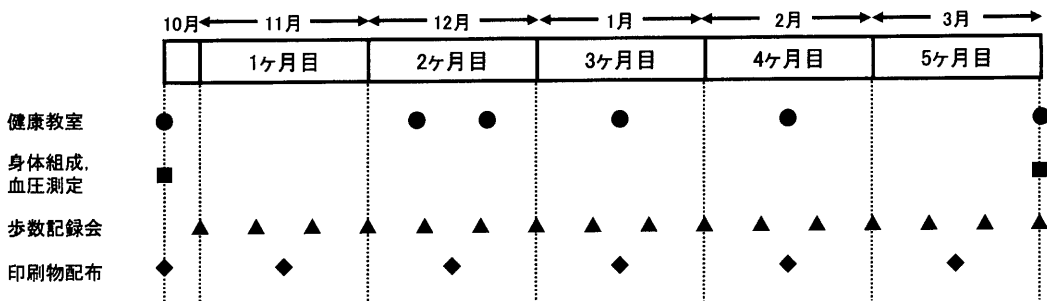 10月 11月 12月 1月 2月 3月
1ヶ月目 2ヶ月目 3ヶ月目 4ヶ月目 5ヶ月目
健康教室
身体組成,
血圧測定
歩数記録会
印刷物配布